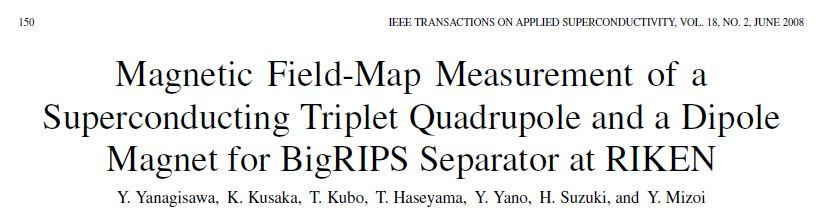 150 IEEE TRANSACTIONS ON APPLIED SUPERCONDUCTIVITY, VOL. 18, NO. 2, JUNE 2008
Magnetic Field-Map Measurement of a
Superconducting Triplet Quadrupole and a Dipole
Magnet for BigRIPS Separator at RIKEN
Y. Yanagisawa, K. Kusaka, T. Kubo, T. Haseyama, Y. Yano, H. Suzuki, and Y. Mizoi